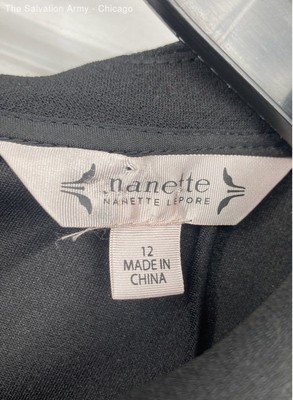 The Salvation Army - Chicago
nanette
NANETTE LEPORE
12
MADE IN
CHINA